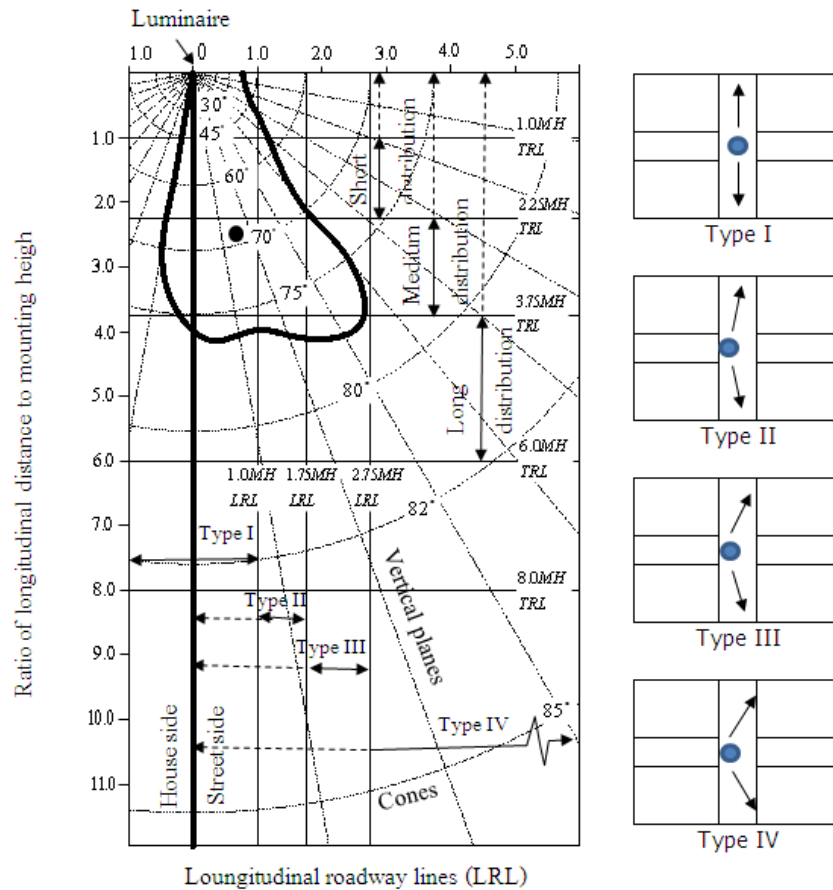 Luminaire
1.0 0 1.0 2.0 3.0 4.0 5.0
30°
45°
60°
70°
75°
80°
82°
85°
1.0
2.0
3.0
4.0
5.0
6.0
7.0
8.0
9.0
10.0
11.0
Ratio of longitudinal distance to mounting heigh
Short
distribution
Medium
distribution
Long
distribution
1.0MH
TRL
2.25MH
TRL
3.75MH
TRL
6.0MH
TRL
8.0MH
TRL
1.0MH
LRL
1.75MH
LRL
2.75MH
LRL
Type I
Type II
Type III
Type IV
Vertical planes
Cones
House side
Street side
Loungitudinal roadway lines (LRL)
Type I
Type II
Type III
Type IV